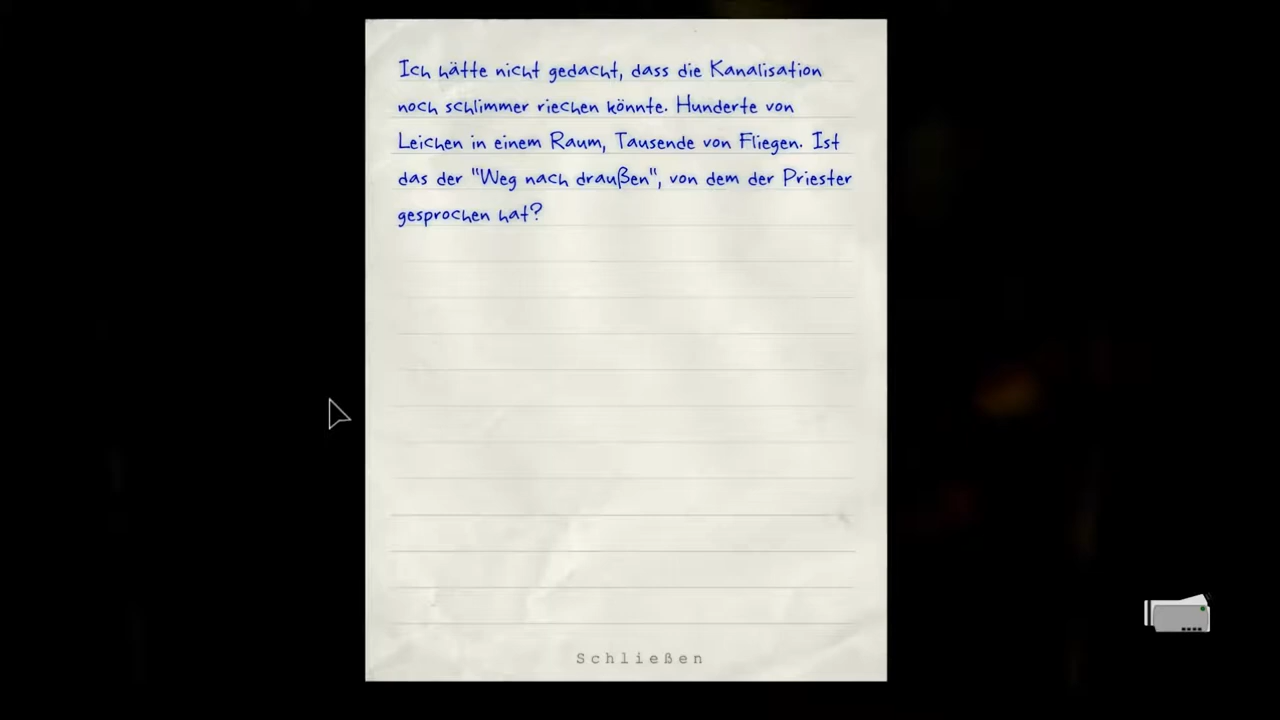 Ich hätte nicht gedacht, dass die Kanalisation
noch schlimmer riechen könnte. Hunderte von
Leichen in einem Raum, Tausende von Fliegen. Ist
das der "Weg nach draußen", von dem der Priester
gesprochen hat?
Schließen